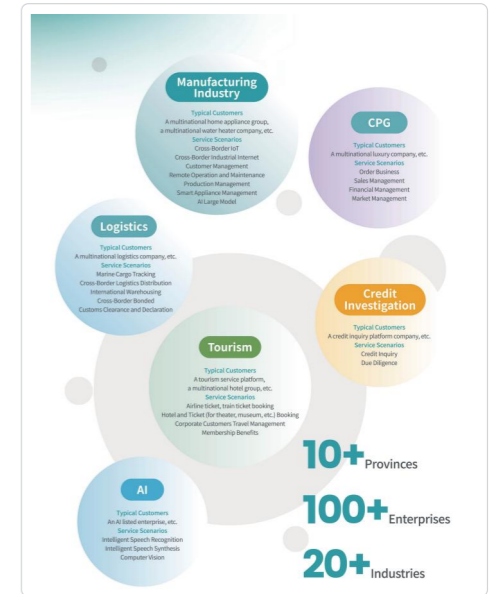 Manufacturing
Industry
Typical Customers
A multinational home appliance group,
a multinational water heater company, etc.
Service Scenarios
Cross-Border IoT
Cross-Border Industrial Internet
Customer Management
Remote Operation and Maintenance
Production Management
Smart Appliance Management
AI Large Model
CPG
Typical Customers
A multinational luxury company, etc.
Service Scenarios
Order Business
Sales Management
Financial Management
Market Management
Logistics
Typical Customers
A multinational logistics company, etc.
Service Scenarios
Marine Cargo Tracking
Cross-Border Logistics Distribution
International Warehousing
Cross-Border Bonded
Customs Clearance and Declaration
Credit
Investigation
Typical Customers
A credit inquiry platform company, etc.
Service Scenarios
Credit Inquiry
Due Diligence
Tourism
Typical Customers
A tourism service platform,
a multinational hotel group, etc.
Service Scenarios
Airline ticket, train ticket booking
Hotel and Ticket (for theater, museum, etc.) Booking
Corporate Customers Travel Management
Membership Benefits
AI
Typical Customers
An AI listed enterprise, etc.
Service Scenarios
Intelligent Speech Recognition
Intelligent Speech Synthesis
Computer Vision
10+ Provinces
100+ Enterprises
20+ Industries